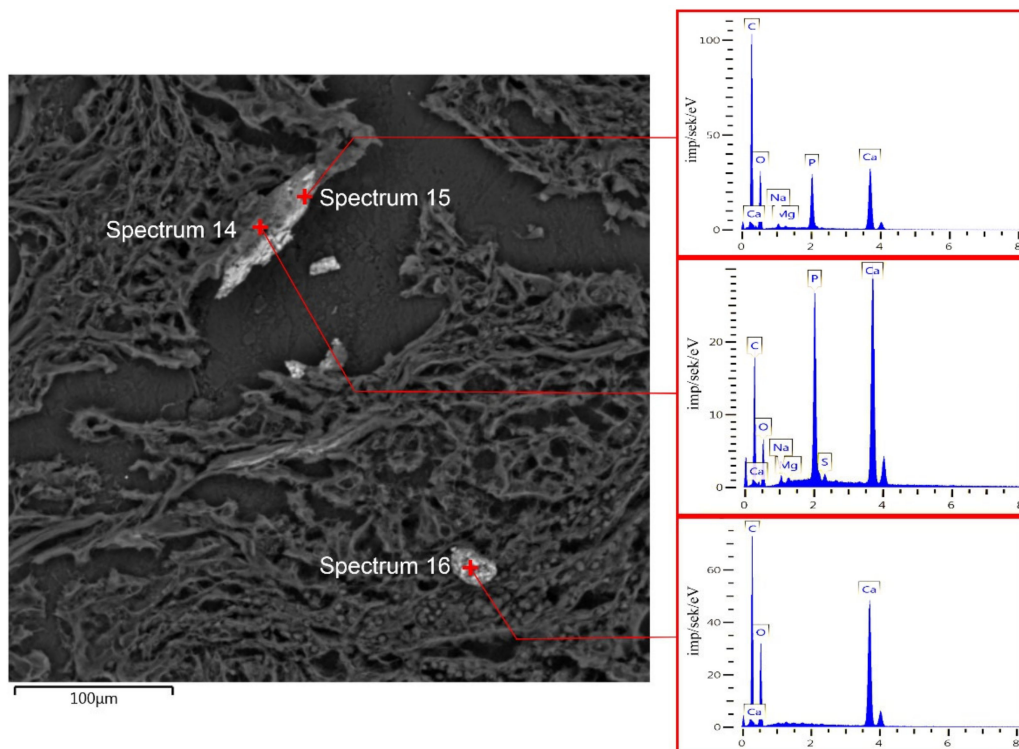 Spectrum 15
Spectrum 14
Spectrum 16
100µm
C
100
50
0
imp/sek/eV
O
P
Ca
Na
Ca
Mg
0 2 4 6 8
P
Ca
20
10
0
imp/sek/eV
C
O
Na
Ca
Mg
S
0 2 4 6 8
C
60
40
20
0
imp/sek/eV
Ca
O
Ca
0 2 4 6 8